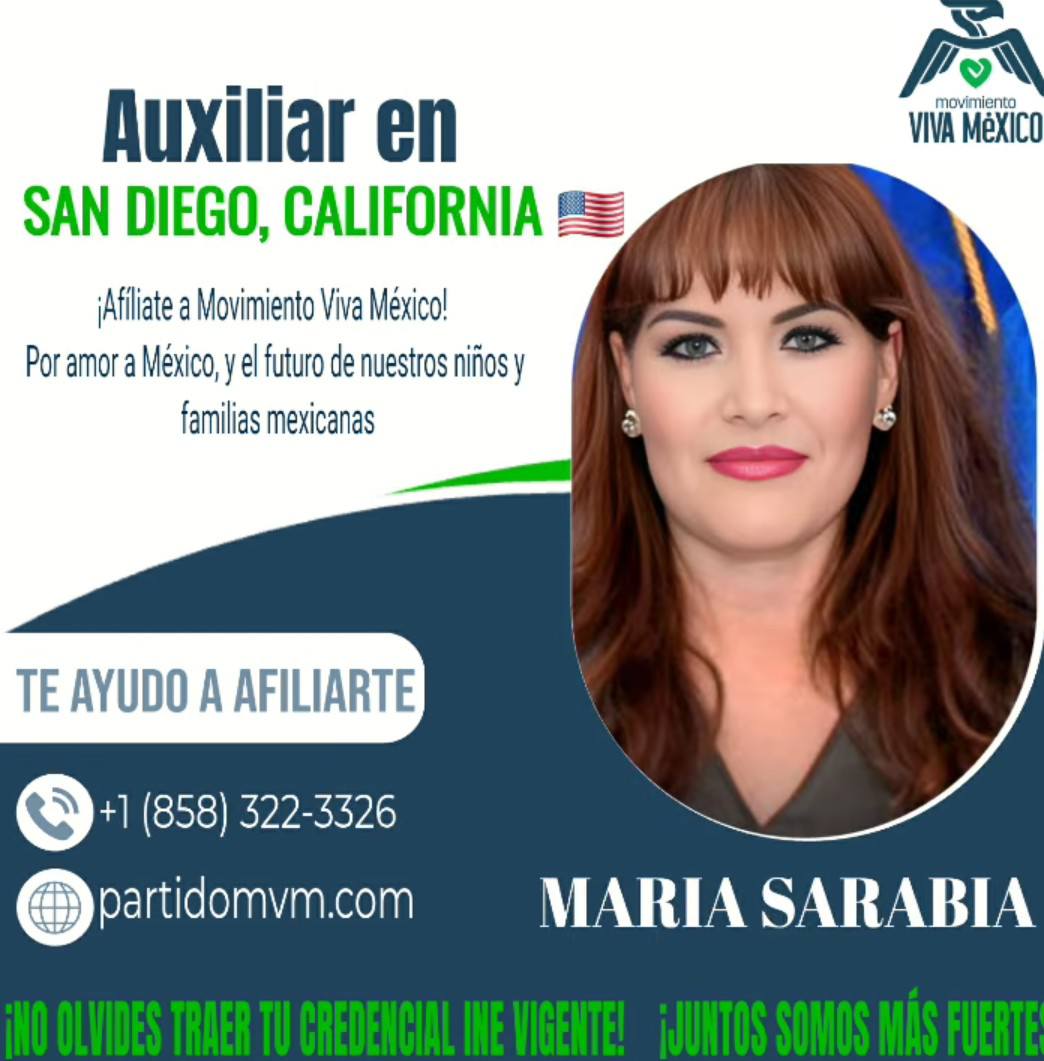 movimiento
VIVA MéXICO
Auxiliar en
SAN DIEGO, CALIFORNIA
¡Afíliate a Movimiento Viva México!
Por amor a México, y el futuro de nuestros niños y
familias mexicanas
TE AYUDO A AFILIARTE
+1 (858) 322-3326
partidomvm.com
MARIA SARABIA
¡NO OLVIDES TRAER TU CREDENCIAL INE VIGENTE! ¡JUNTOS SOMOS MÁS FUERTES